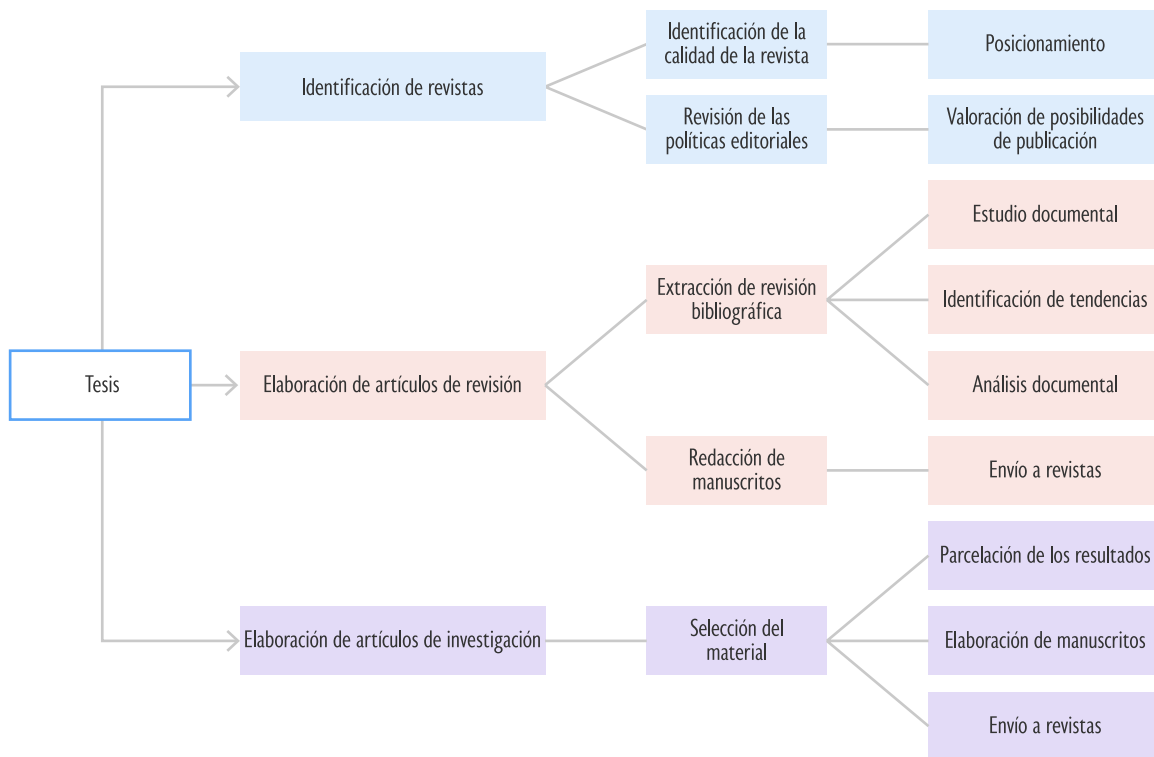 Identificación de la
calidad de la revista
Posicionamiento
Identificación de revistas
Revisión de las
políticas editoriales
Valoración de posibilidades
de publicación
Estudio documental
Extracción de revisión
bibliográfica
Identificación de tendencias
Tesis
Elaboración de artículos de revisión
Análisis documental
Redacción de
manuscritos
Envío a revistas
Parcelación de los resultados
Elaboración de artículos de investigación
Selección del
material
Elaboración de manuscritos
Envío a revistas